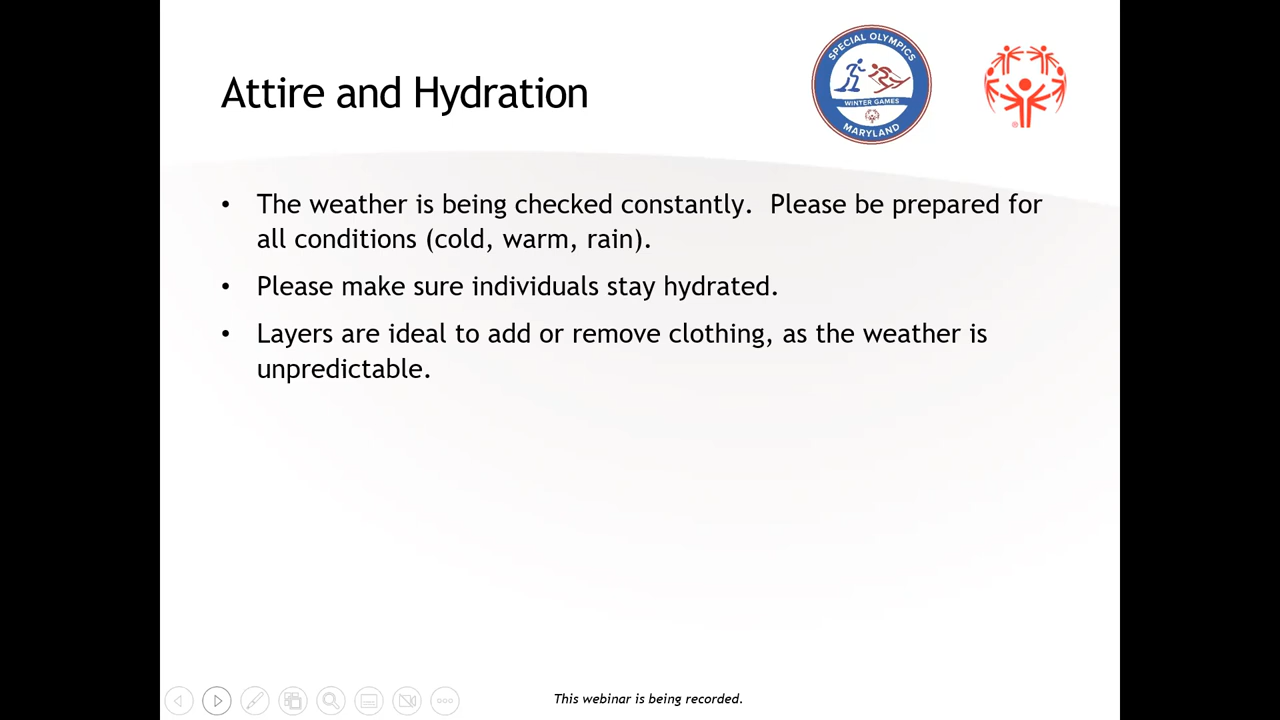 Attire and Hydration
SPECIAL OLYMPICS
WINTER GAMES
MARYLAND
®
• The weather is being checked constantly.  Please be prepared for
all conditions (cold, warm, rain).
• Please make sure individuals stay hydrated.
• Layers are ideal to add or remove clothing, as the weather is
unpredictable.
This webinar is being recorded.